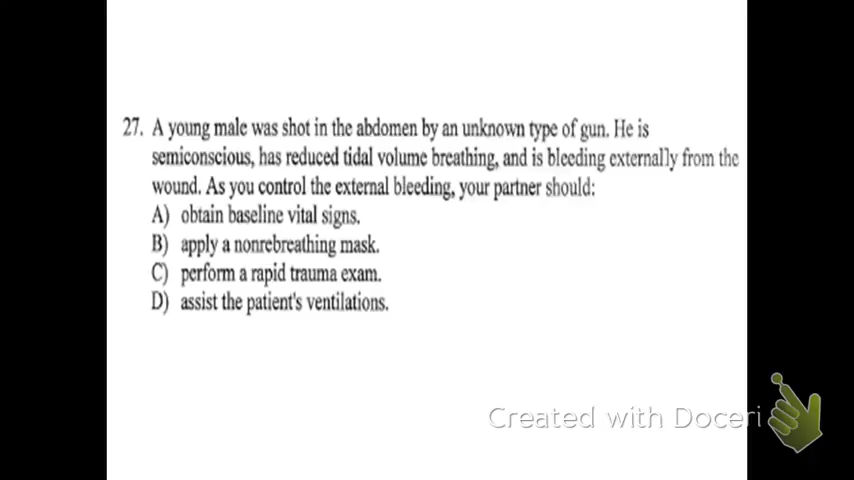 27. A young male was shot in the abdomen by an unknown type of gun. He is
semiconscious, has reduced tidal volume breathing, and is bleeding externally from the
wound. As you control the external bleeding, your partner should:
A) obtain baseline vital signs.
B) apply a nonrebreathing mask.
C) perform a rapid trauma exam.
D) assist the patient's ventilations.
Created with Doceri